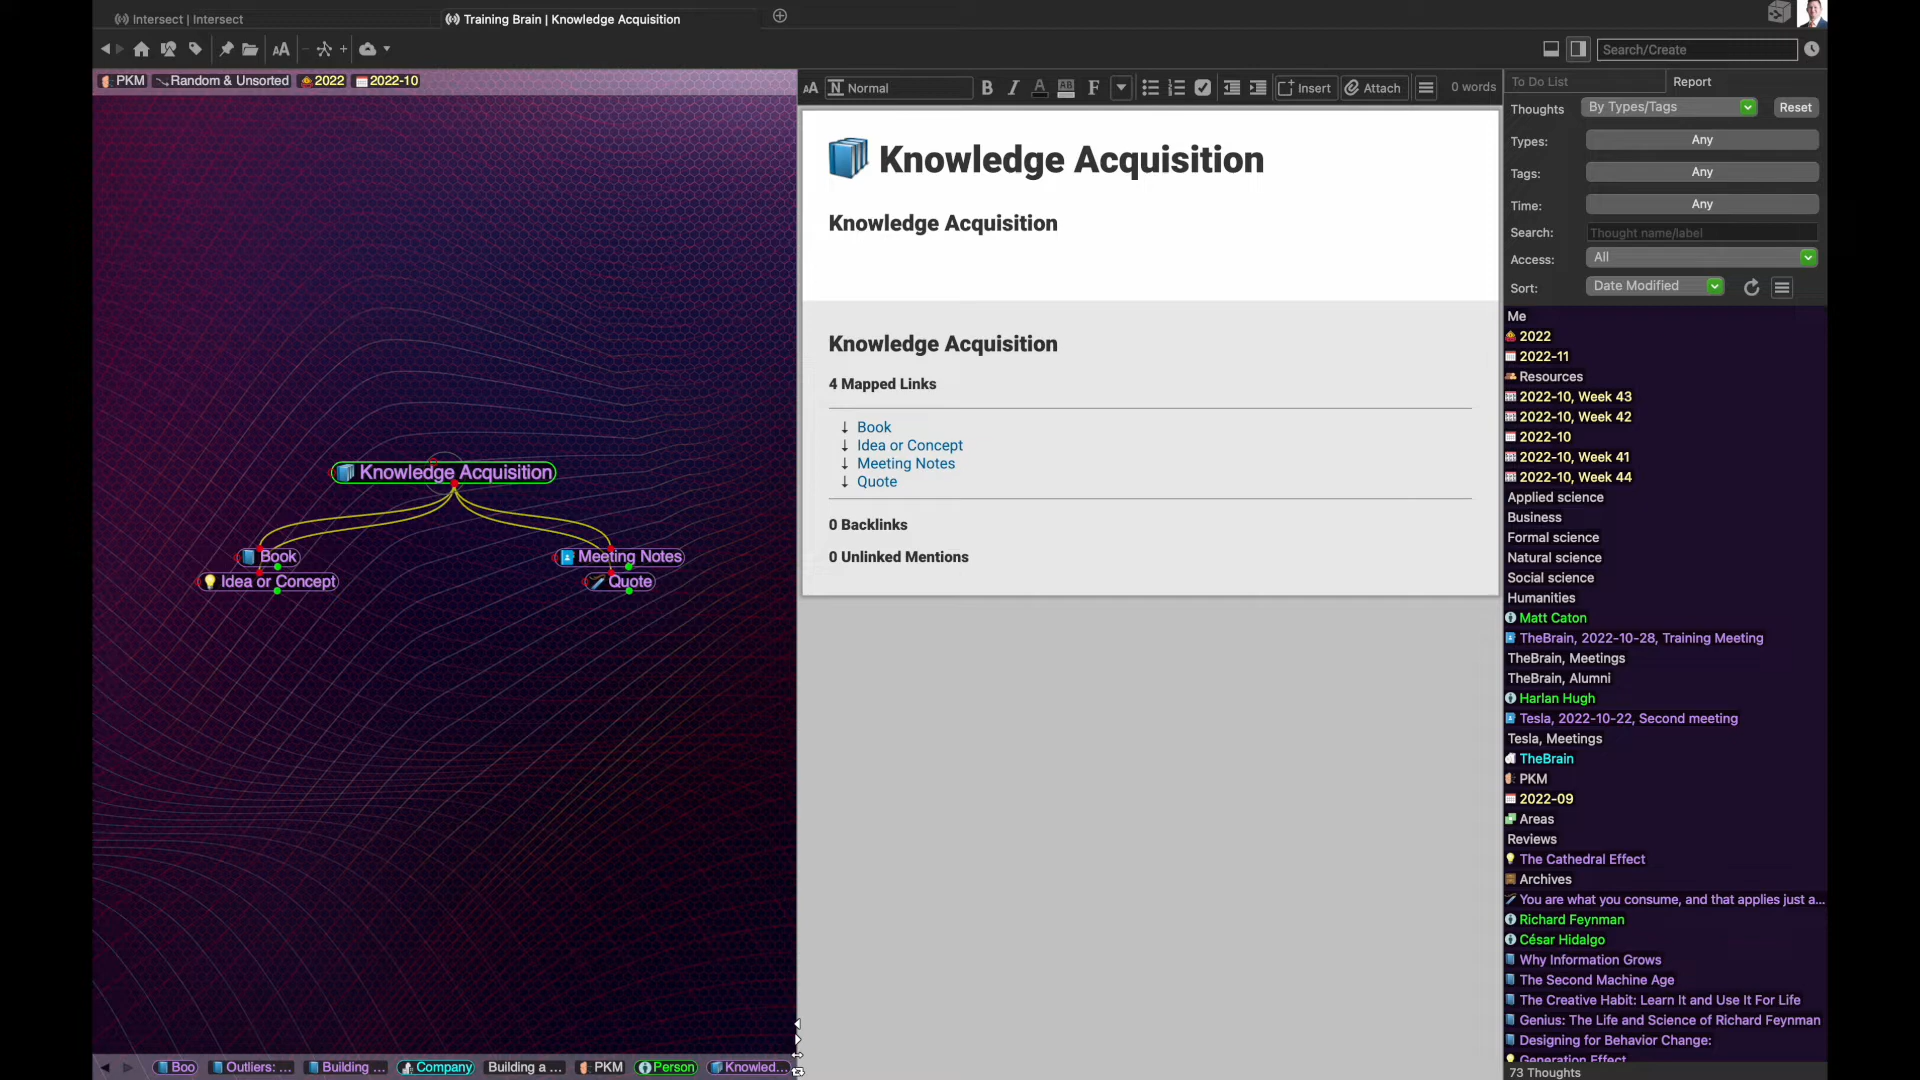 Intersect | Intersect
Training Brain | Knowledge Acquisition
Search/Create
PKM
Random & Unsorted
2022
2022-10
Normal
Insert
Attach
0 words
Knowledge Acquisition
Knowledge Acquisition
Knowledge Acquisition
4 Mapped Links
Book
Idea or Concept
Meeting Notes
Quote
0 Backlinks
0 Unlinked Mentions
Knowledge Acquisition
Book
Idea or Concept
Meeting Notes
Quote
To Do List
Report
Thoughts
By Types/Tags
Reset
Types:
Any
Tags:
Any
Time:
Any
Search:
Thought name/label
Access:
All
Sort:
Date Modified
Me
2022
2022-11
Resources
2022-10, Week 43
2022-10, Week 42
2022-10
2022-10, Week 41
2022-10, Week 44
Applied science
Business
Formal science
Natural science
Social science
Humanities
Matt Caton
TheBrain, 2022-10-28, Training Meeting
TheBrain, Meetings
TheBrain, Alumni
Harlan Hugh
Tesla, 2022-10-22, Second meeting
Tesla, Meetings
TheBrain
PKM
2022-09
Areas
Reviews
The Cathedral Effect
Archives
You are what you consume, and that applies just a...
Richard Feynman
César Hidalgo
Why Information Grows
The Second Machine Age
The Creative Habit: Learn It and Use It For Life
Genius: The Life and Science of Richard Feynman
Designing for Behavior Change:
Generation Effect
73 Thoughts
Boo
Outliers: ...
Building ...
Company
Building a ...
PKM
Person
Knowled...